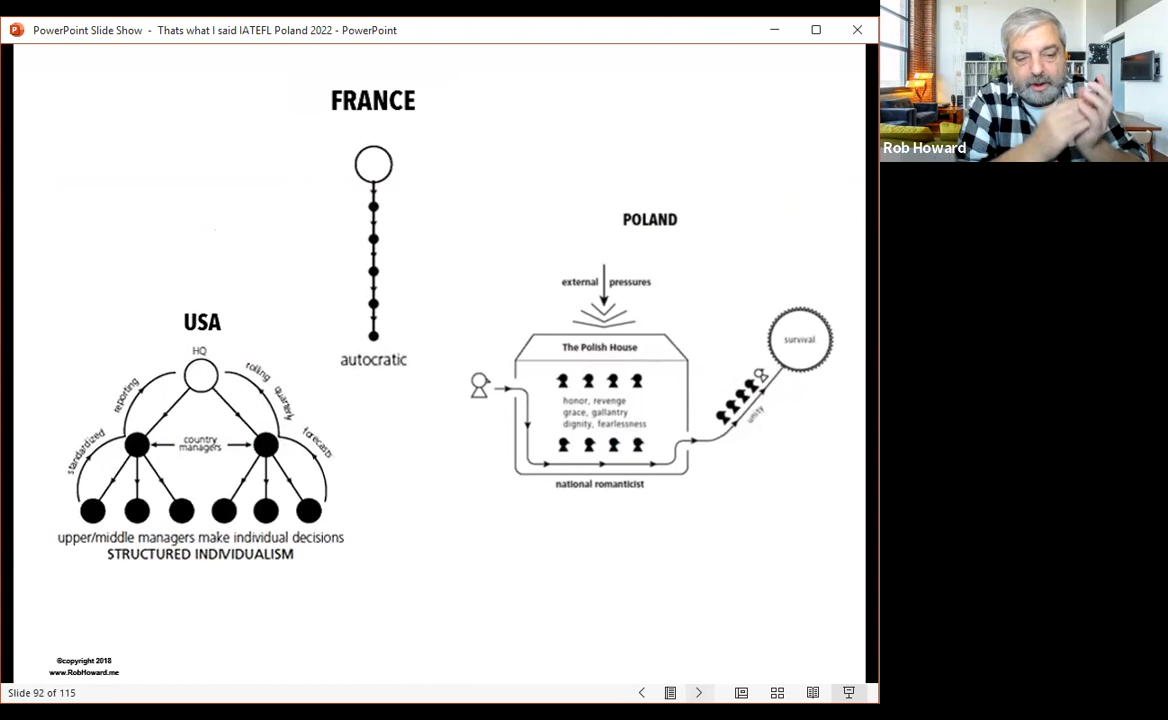 PowerPoint Slide Show - Thats what I said IATEFL Poland 2022 - PowerPoint
Rob Howard
FRANCE
autocratic
POLAND
external pressures
The Polish House
honor, revenge
grace, gallantry
dignity, fearlessness
national romanticist
unity
survival
USA
HQ
standardized reporting
rolling quarterly forecasts
country
managers
upper/middle managers make individual decisions
STRUCTURED INDIVIDUALISM
©copyright 2018
www.RobHoward.me
Slide 92 of 115